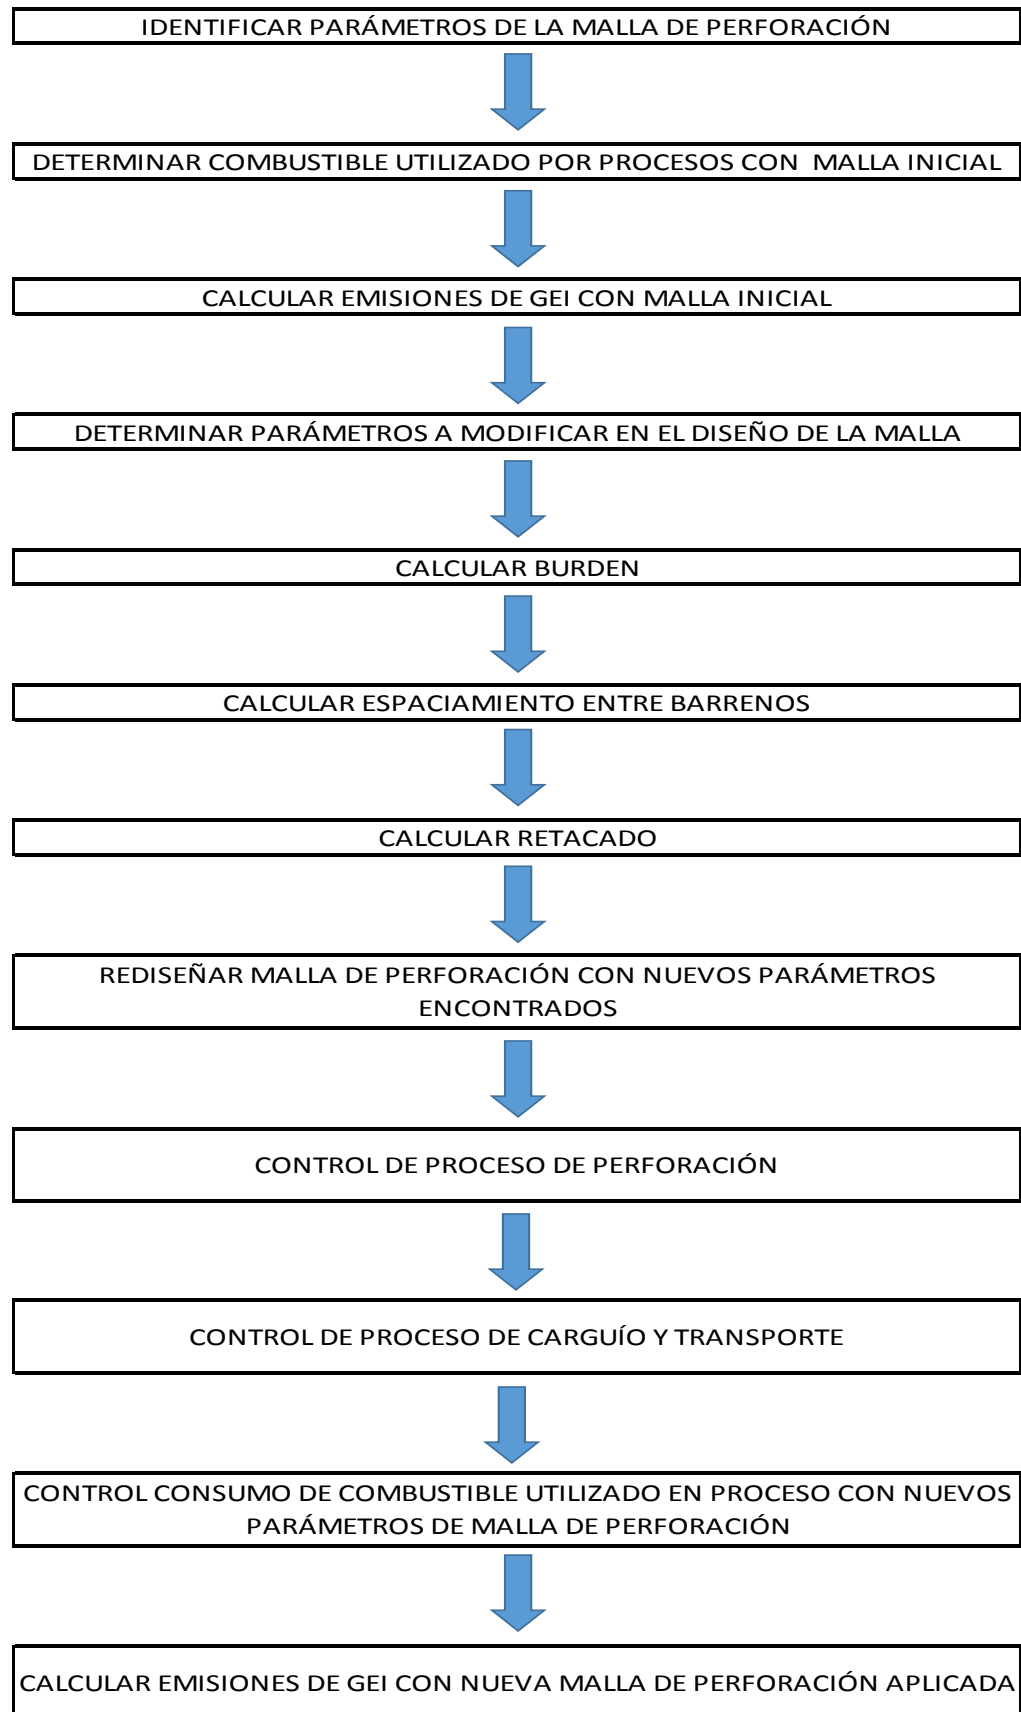 IDENTIFICAR PARÁMETROS DE LA MALLA DE PERFORACIÓN
DETERMINAR COMBUSTIBLE UTILIZADO POR PROCESOS CON MALLA INICIAL
CALCULAR EMISIONES DE GEI CON MALLA INICIAL
DETERMINAR PARÁMETROS A MODIFICAR EN EL DISEÑO DE LA MALLA
CALCULAR BURDEN
CALCULAR ESPACIAMIENTO ENTRE BARRENOS
CALCULAR RETACADO
REDISEÑAR MALLA DE PERFORACIÓN CON NUEVOS PARÁMETROS
ENCONTRADOS
CONTROL DE PROCESO DE PERFORACIÓN
CONTROL DE PROCESO DE CARGUÍO Y TRANSPORTE
CONTROL CONSUMO DE COMBUSTIBLE UTILIZADO EN PROCESO CON NUEVOS
PARÁMETROS DE MALLA DE PERFORACIÓN
CALCULAR EMISIONES DE GEI CON NUEVA MALLA DE PERFORACIÓN APLICADA